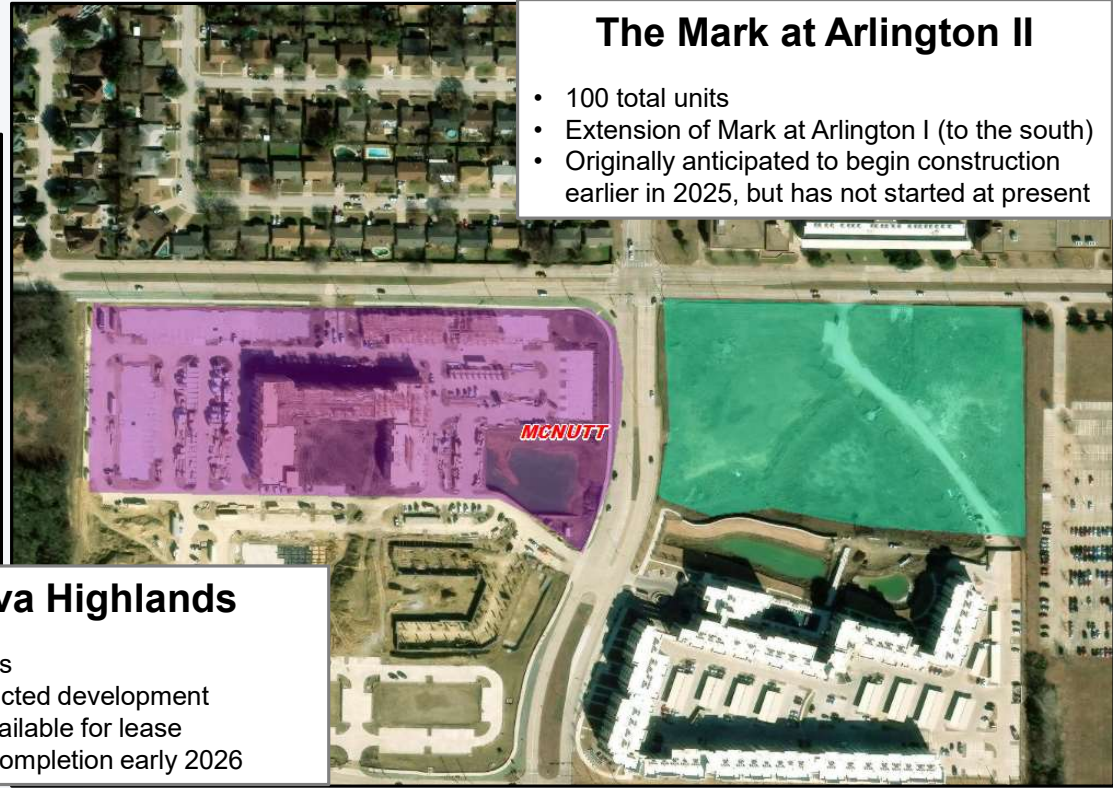 The Mark at Arlington II
• 100 total units
• Extension of Mark at Arlington I (to the south)
• Originally anticipated to begin construction
earlier in 2025, but has not started at present
MCNUTT
va Highlands
s
cted development
ailable for lease
ompletion early 2026